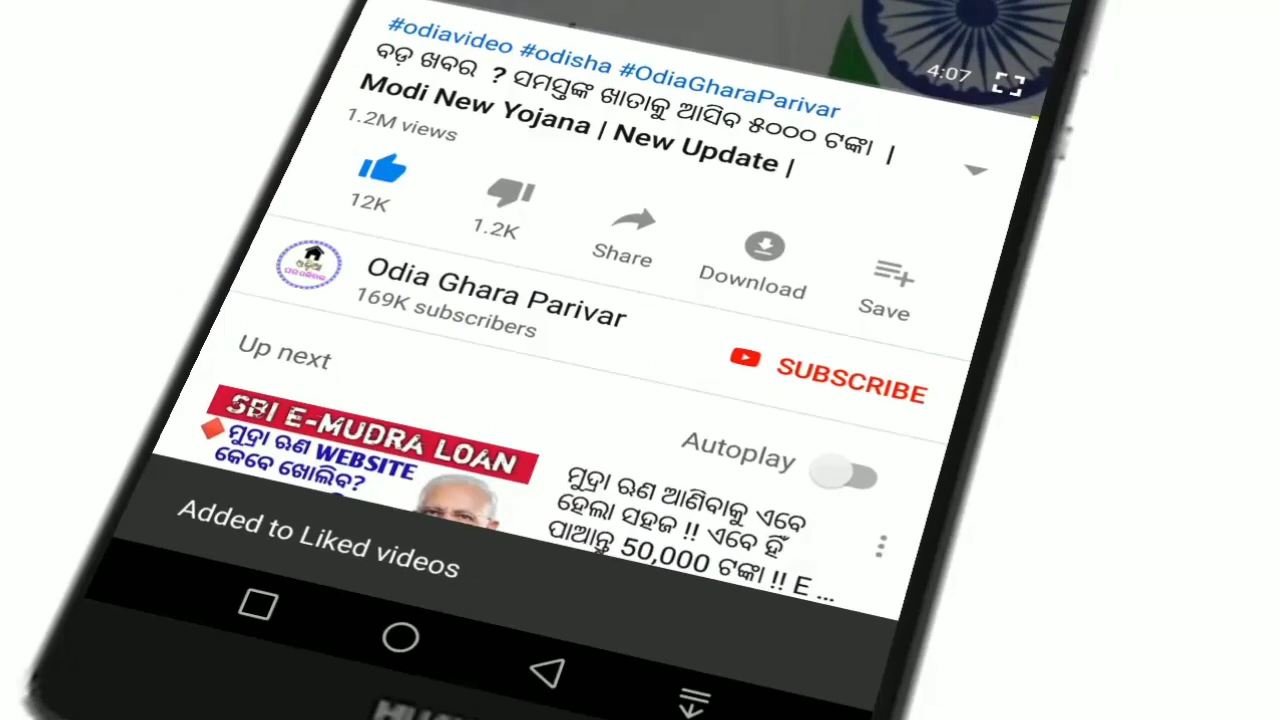 4:07
#odiavideo #odisha #OdiaGharaParivar
ବଡ଼ ଖବର ? ସମସ୍ତଙ୍କ ଖାତାକୁ ଆସିବ ୫୦୦୦ ଟଙ୍କା |
Modi New Yojana | New Update |
1.2M views
12K
1.2K
Share
Download
Save
Odia Ghara Parivar
169K subscribers
SUBSCRIBE
Up next
Autoplay
SBI E-MUDRA LOAN
ମୁଦ୍ରା ଋଣ WEBSITE
କେବେ ଖୋଲିବ?
ମୁଦ୍ରା ଋଣ ଆଣିବାକୁ ଏବେ
ହେଲା ସହଜ !! ଏବେ ହିଁ
ପାଆନ୍ତୁ 50,000 ଟଙ୍କା !! E ...
Added to Liked videos